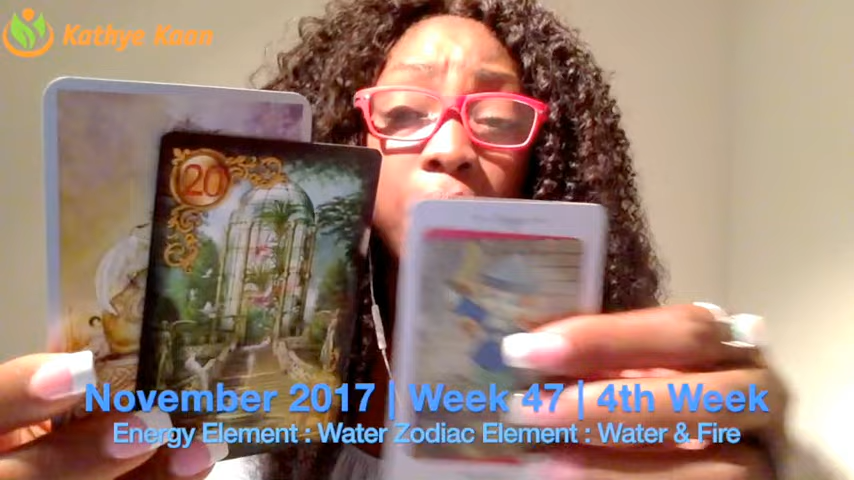 Kathye Kaan
20
November 2017 | Week 47 | 4th Week
Energy Element : Water Zodiac Element : Water & Fire